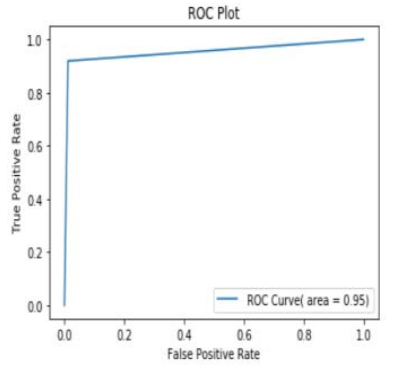 ROC Plot
1.0
0.8
0.6
0.4
0.2
0.0
True Positive Rate
ROC Curve( area = 0.95)
0.0 0.2 0.4 0.6 0.8 1.0
False Positive Rate